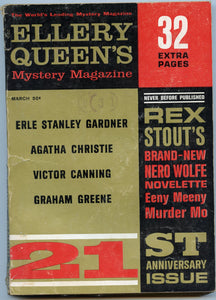 The World's Leading Mystery Magazine
ELLERY
QUEEN'S
Mystery Magazine
32
EXTRA
PAGES
MARCH 50¢
NEVER BEFORE PUBLISHED
ERLE STANLEY GARDNER
AGATHA CHRISTIE
VICTOR CANNING
GRAHAM GREENE
REX
STOUT'S
BRAND-NEW
NERO WOLFE
NOVELETTE
Eeny Meeny
Murder Mo
21
ST
ANNIVERSARY
ISSUE